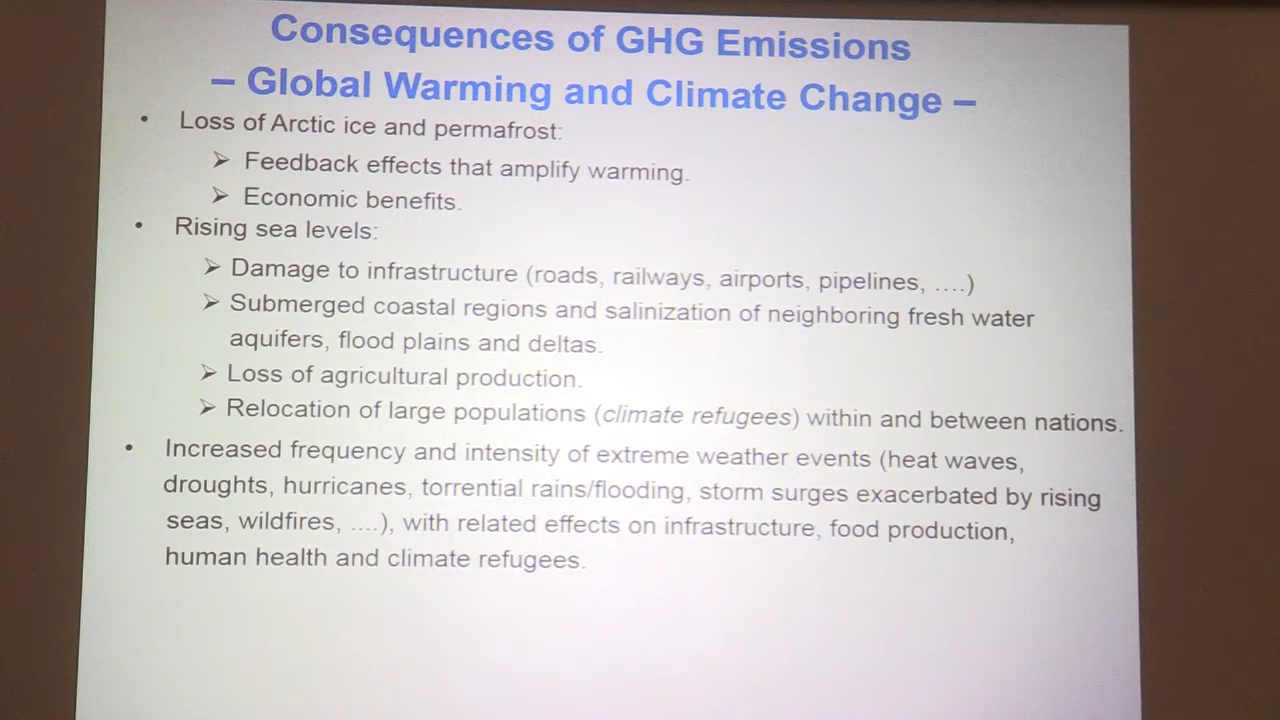 Consequences of GHG Emissions
– Global Warming and Climate Change –
• Loss of Arctic ice and permafrost:
➢ Feedback effects that amplify warming.
➢ Economic benefits.
• Rising sea levels:
➢ Damage to infrastructure (roads, railways, airports, pipelines, ....)
➢ Submerged coastal regions and salinization of neighboring fresh water
aquifers, flood plains and deltas.
➢ Loss of agricultural production.
➢ Relocation of large populations (climate refugees) within and between nations.
• Increased frequency and intensity of extreme weather events (heat waves,
droughts, hurricanes, torrential rains/flooding, storm surges exacerbated by rising
seas, wildfires, ....), with related effects on infrastructure, food production,
human health and climate refugees.